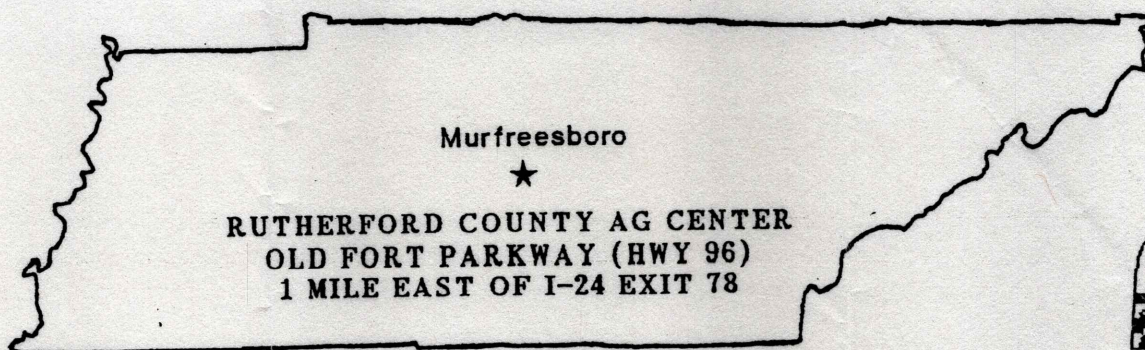 Murfreesboro
RUTHERFORD COUNTY AG CENTER
OLD FORT PARKWAY (HWY 96)
1 MILE EAST OF I-24 EXIT 78